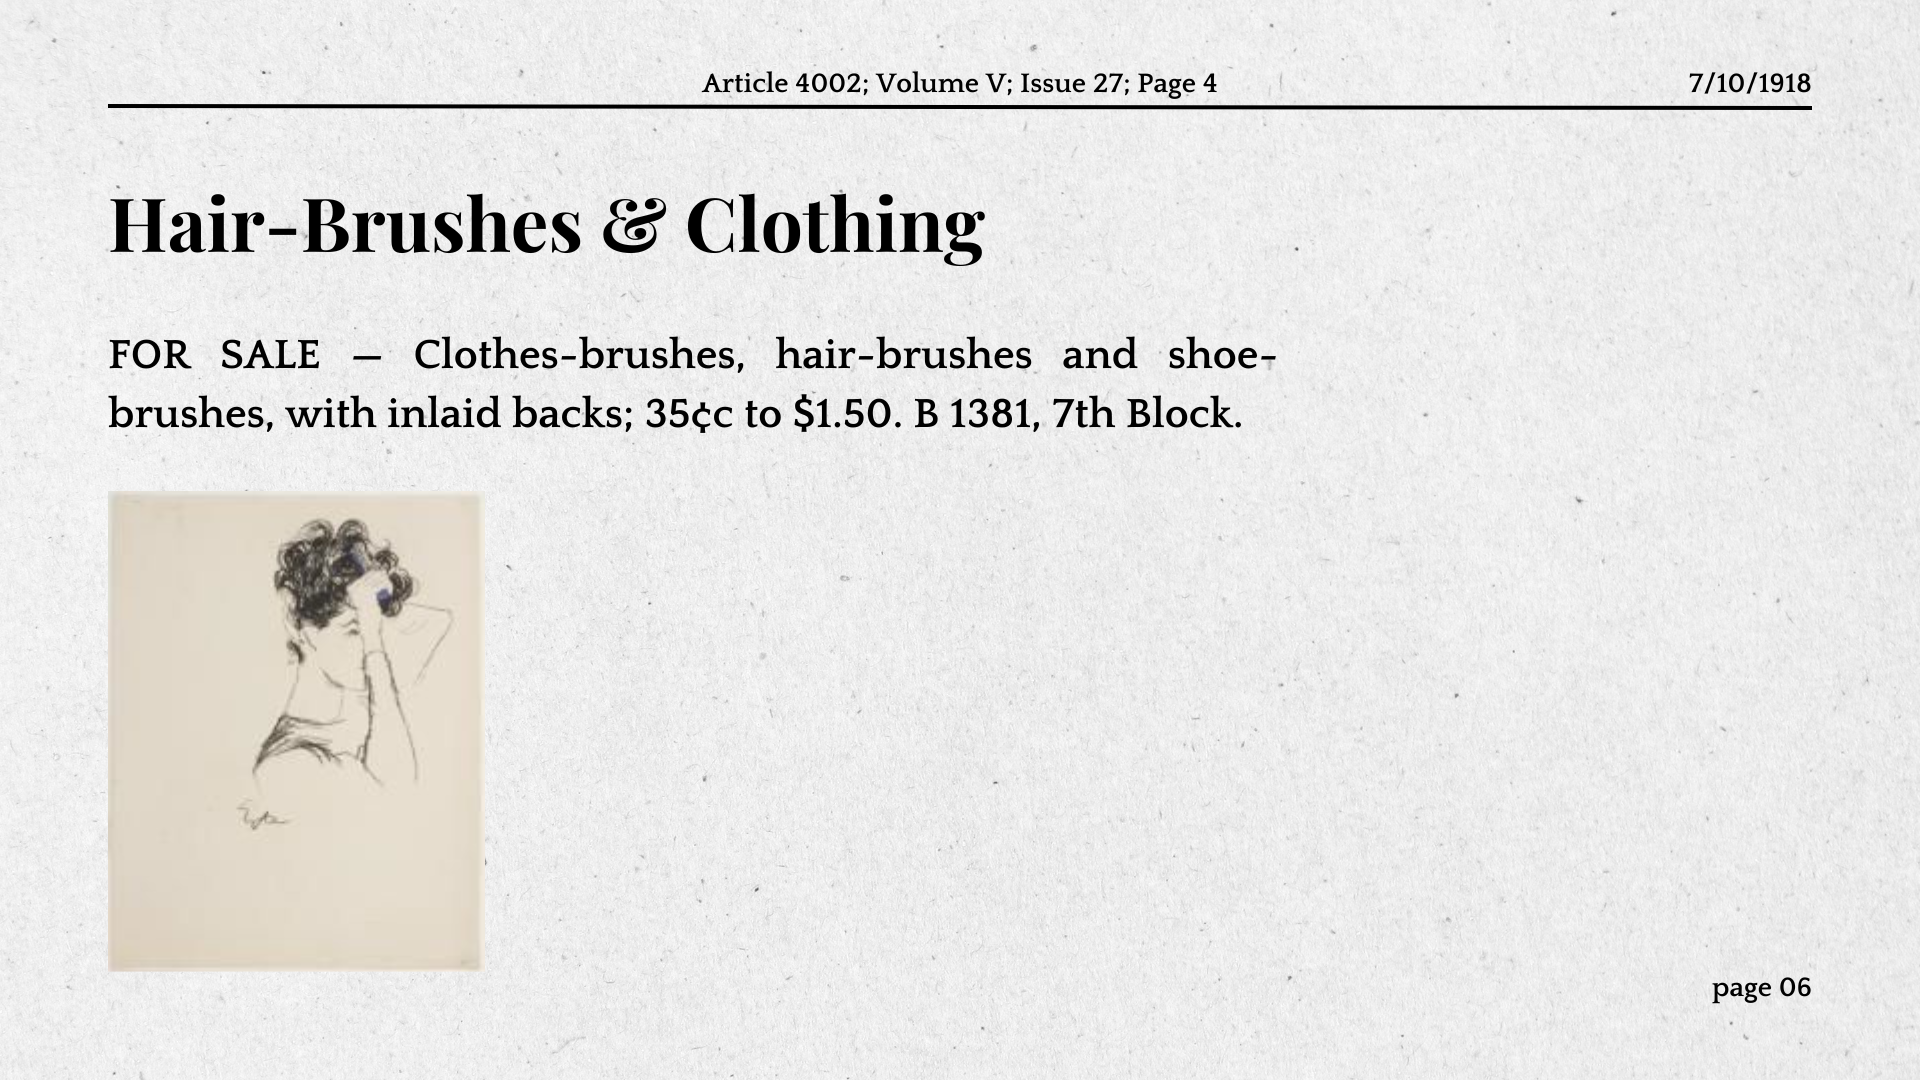 Article 4002; Volume V; Issue 27; Page 4
7/10/1918
Hair-Brushes & Clothing
FOR SALE — Clothes-brushes, hair-brushes and shoe-
brushes, with inlaid backs; 35¢c to $1.50. B 1381, 7th Block.
page 06